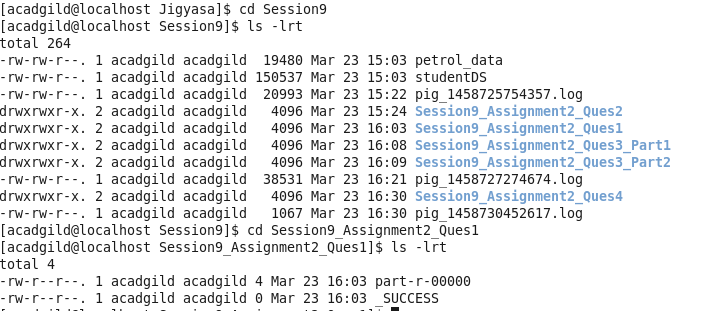 [acadgild@localhost Jigyasa]$ cd Session9
[acadgild@localhost Session9]$ ls -lrt
total 264
-rw-rw-r--. 1 acadgild acadgild  19480 Mar 23 15:03 petrol_data
-rw-rw-r--. 1 acadgild acadgild 150537 Mar 23 15:03 studentDS
-rw-rw-r--. 1 acadgild acadgild  20993 Mar 23 15:22 pig_1458725754357.log
drwxrwxr-x. 2 acadgild acadgild   4096 Mar 23 15:24 Session9_Assignment2_Ques2
drwxrwxr-x. 2 acadgild acadgild   4096 Mar 23 16:03 Session9_Assignment2_Ques1
drwxrwxr-x. 2 acadgild acadgild   4096 Mar 23 16:08 Session9_Assignment2_Ques3_Part1
drwxrwxr-x. 2 acadgild acadgild   4096 Mar 23 16:09 Session9_Assignment2_Ques3_Part2
-rw-rw-r--. 1 acadgild acadgild  38531 Mar 23 16:21 pig_1458727274674.log
drwxrwxr-x. 2 acadgild acadgild   4096 Mar 23 16:30 Session9_Assignment2_Ques4
-rw-rw-r--. 1 acadgild acadgild   1067 Mar 23 16:30 pig_1458730452617.log
[acadgild@localhost Session9]$ cd Session9_Assignment2_Ques1
[acadgild@localhost Session9_Assignment2_Ques1]$ ls -lrt
total 4
-rw-r--r--. 1 acadgild acadgild 4 Mar 23 16:03 part-r-00000
-rw-r--r--. 1 acadgild acadgild 0 Mar 23 16:03 _SUCCESS